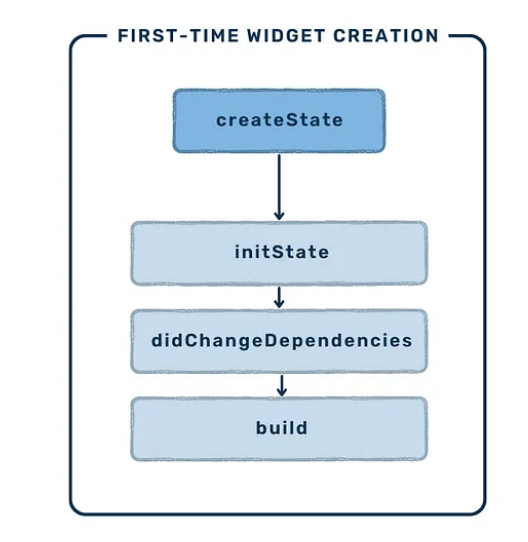 FIRST-TIME WIDGET CREATION
createState
initState
didChangeDependencies
build